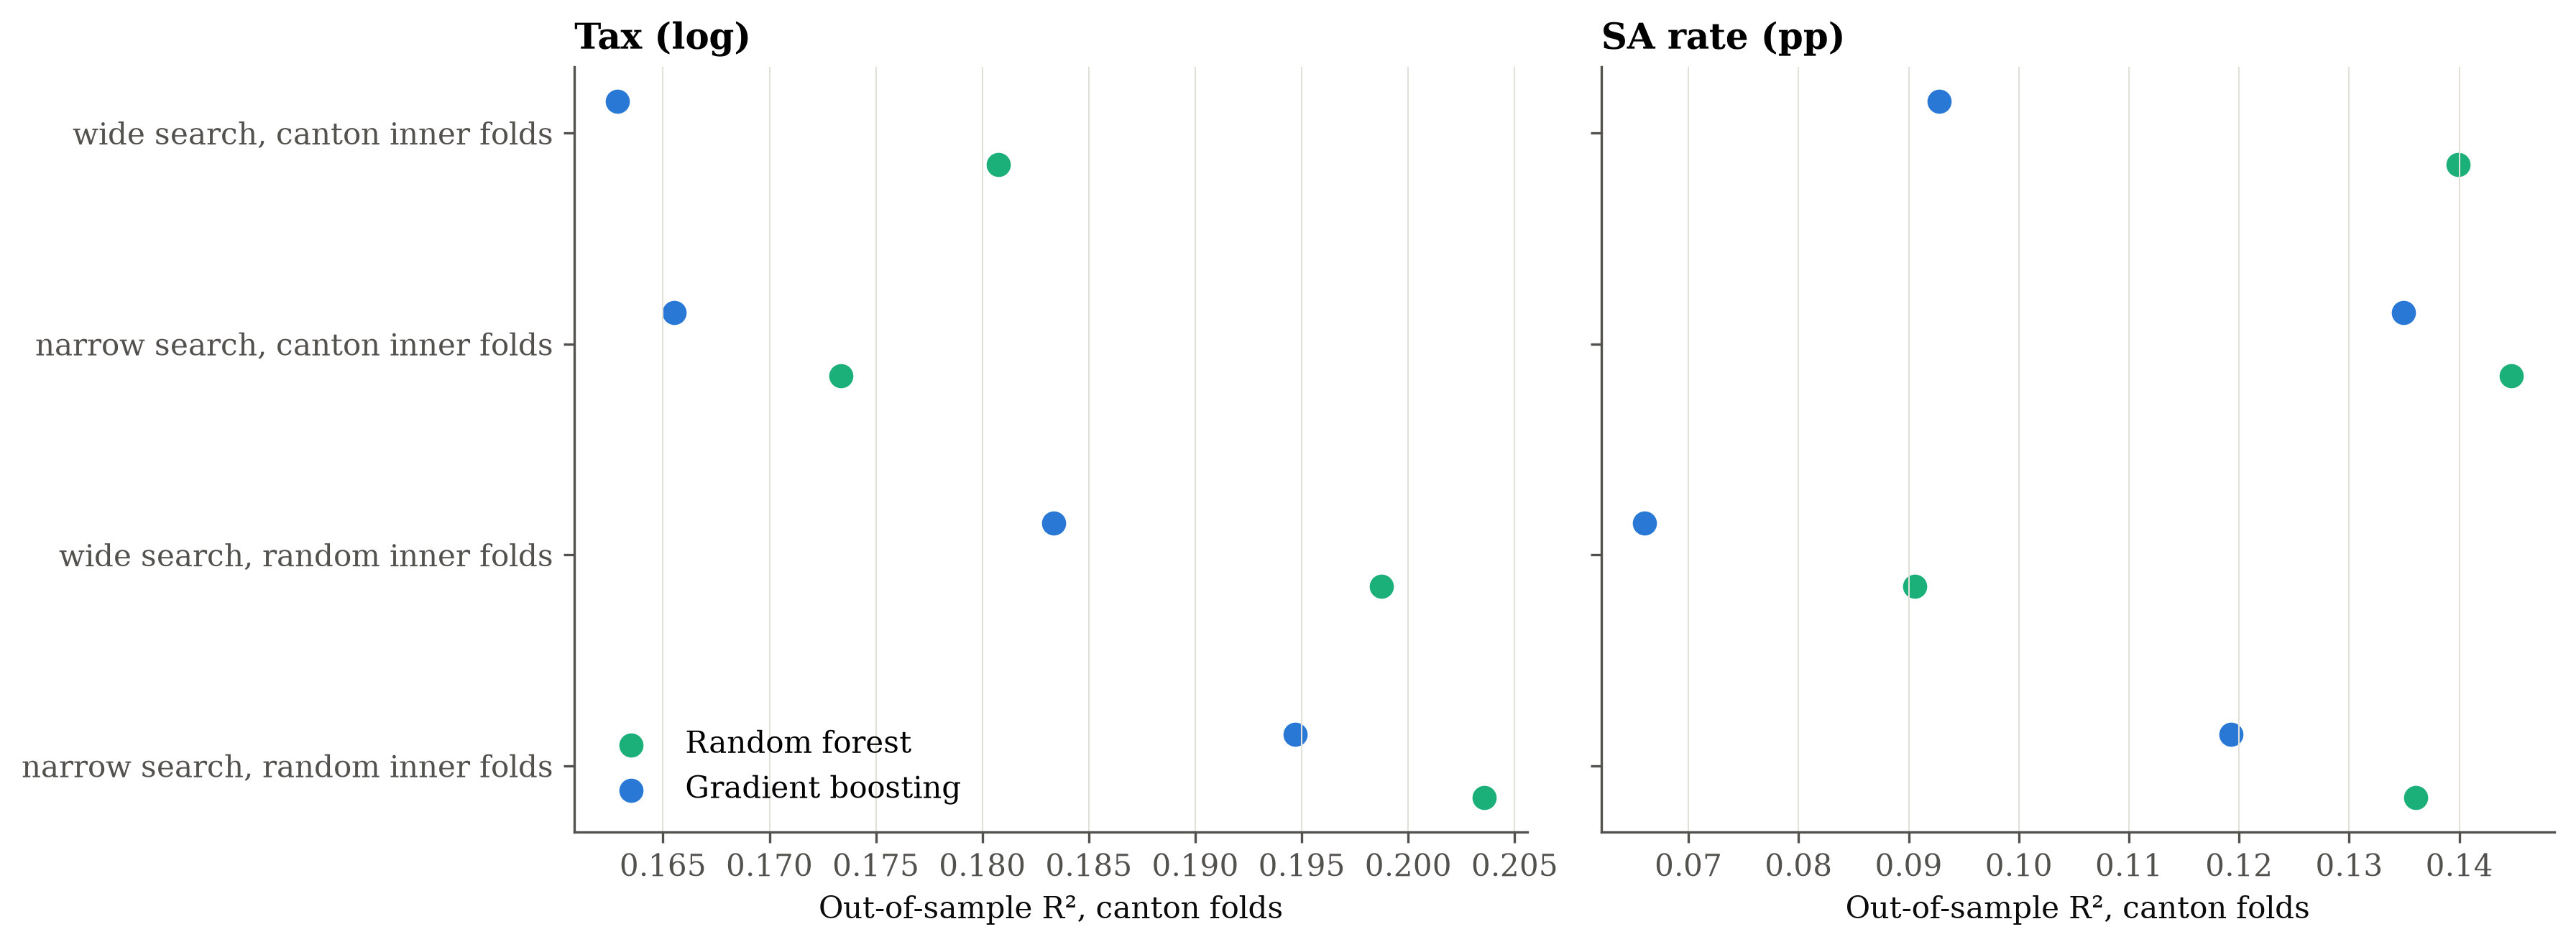 Tax (log)
SA rate (pp)
wide search, canton inner folds
narrow search, canton inner folds
wide search, random inner folds
narrow search, random inner folds
Random forest
Gradient boosting
0.165 0.170 0.175 0.180 0.185 0.190 0.195 0.200 0.205
Out-of-sample R², canton folds
0.07 0.08 0.09 0.10 0.11 0.12 0.13 0.14
Out-of-sample R², canton folds